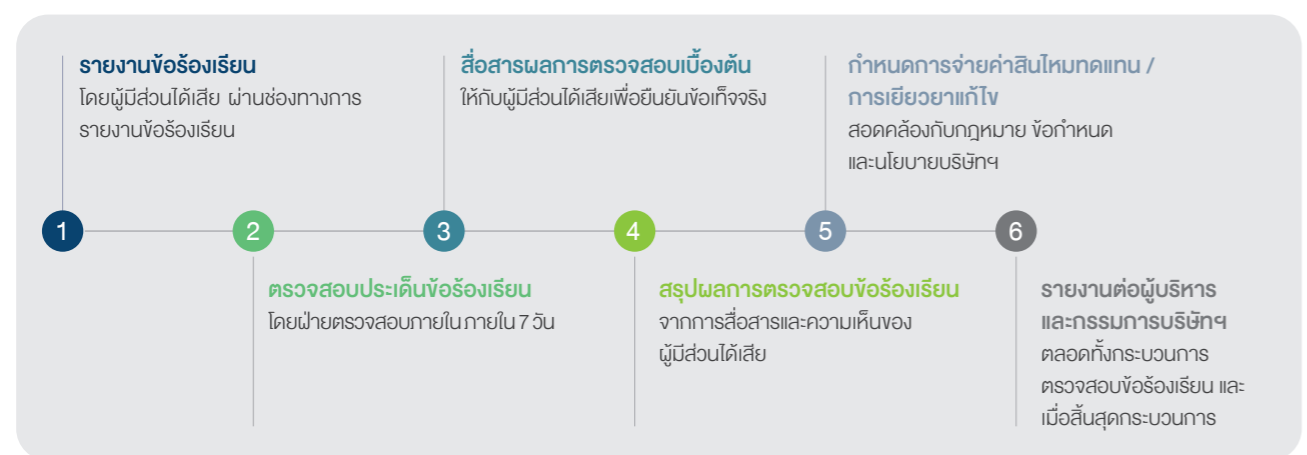 รายงานข้อร้องเรียน
โดยผู้มีส่วนได้เสีย ผ่านช่องทางการ
รายงานข้อร้องเรียน
สื่อสารผลการตรวจสอบเบื้องต้น
ให้กับผู้มีส่วนได้เสียเพื่อยืนยันข้อเท็จจริง
กำหนดการจ่ายค่าสินไหมทดแทน /
การเยียวยาแก้ไข
สอดคล้องกับกฎหมาย ข้อกำหนด
และนโยบายบริษัทฯ
1
2
3
4
5
6
ตรวจสอบประเด็นข้อร้องเรียน
โดยฝ่ายตรวจสอบภายใน ภายใน 7 วัน
สรุปผลการตรวจสอบข้อร้องเรียน
จากการสื่อสารและความเห็นของ
ผู้มีส่วนได้เสีย
รายงานต่อผู้บริหาร
และกรรมการบริษัทฯ
ตลอดทั้งกระบวนการ
ตรวจสอบข้อร้องเรียน และ
เมื่อสิ้นสุดกระบวนการ